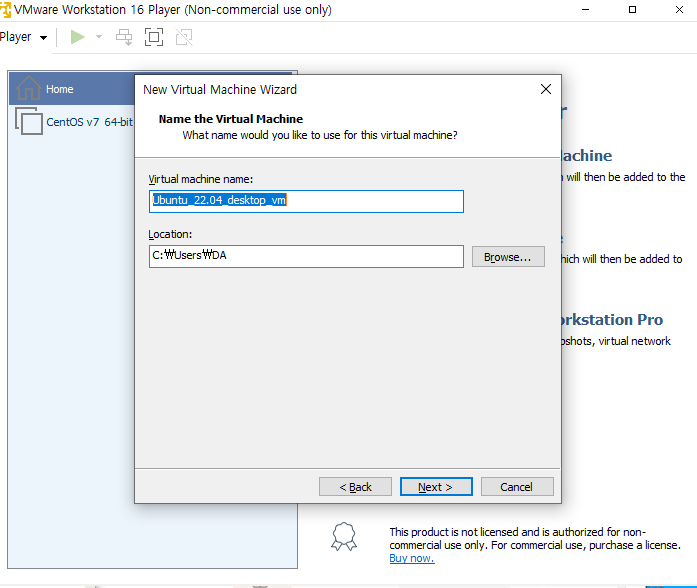 VMware Workstation 16 Player (Non-commercial use only)
Player
Home
CentOS v7 64-bit
New Virtual Machine Wizard
Name the Virtual Machine
What name would you like to use for this virtual machine?
Virtual machine name:
Ubuntu_22.04_desktop_vm
Location:
C:₩Users₩DA
Browse...
< Back
Next >
Cancel
achine
will then be added to the
hich will then be added to
rkstation Pro
shots, virtual network
This product is not licensed and is authorized for non-
commercial use only. For commercial use, purchase a license.
Buy now.